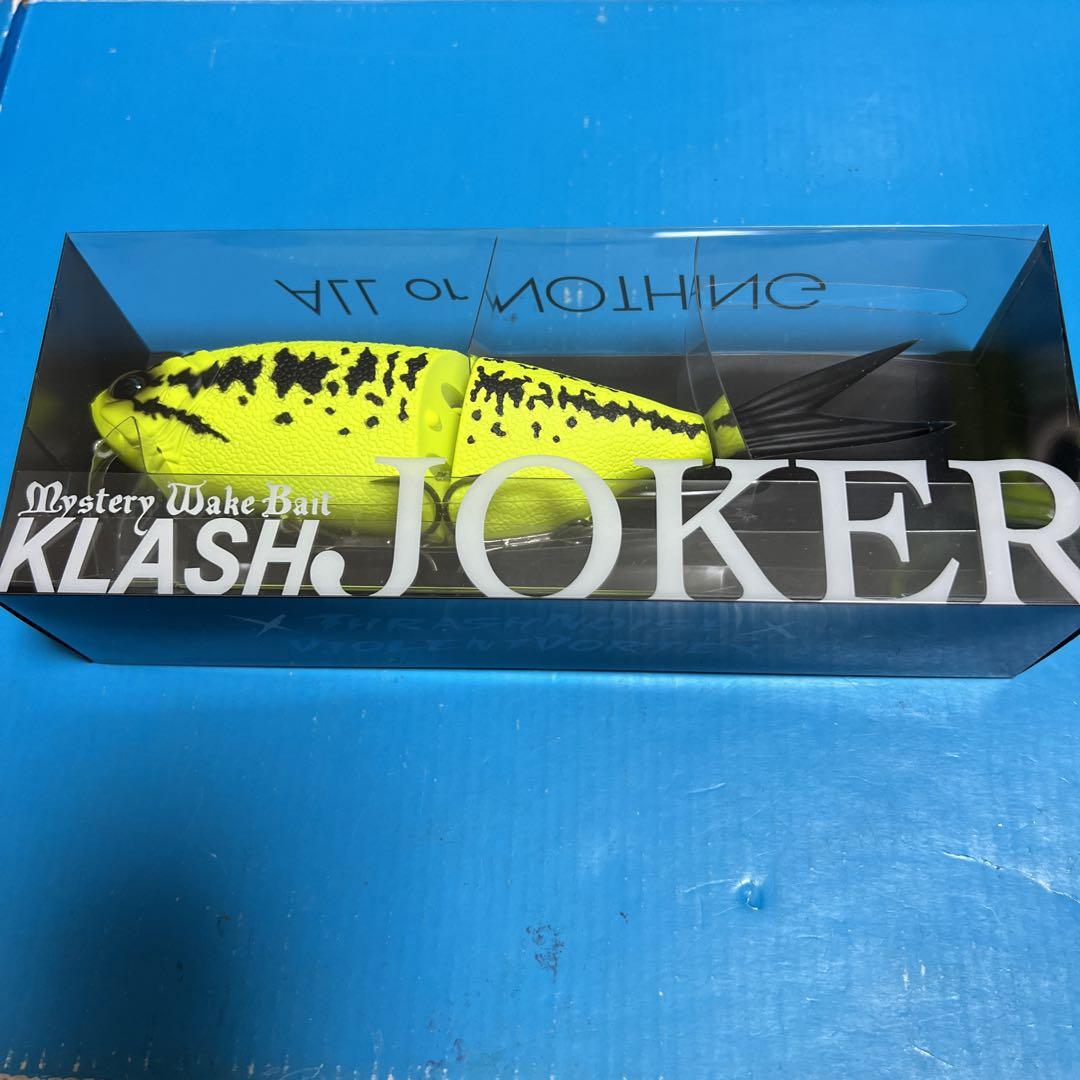 ALL or NOTHING
Mystery Wake Bait
KLASH JOKER